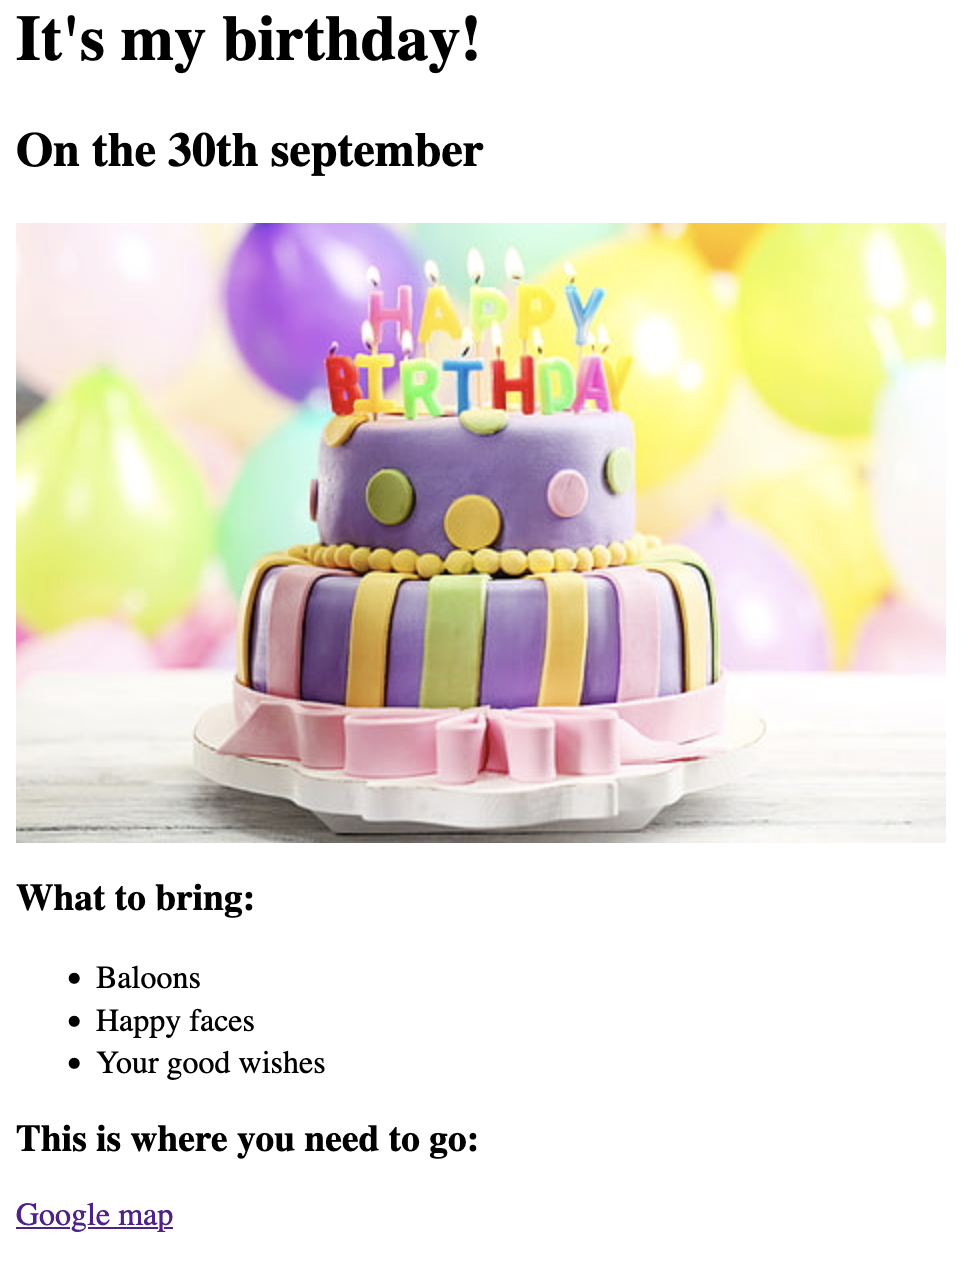 It's my birthday!
On the 30th september
HAPPY
BIRTHDAY
What to bring:
Baloons
Happy faces
Your good wishes
This is where you need to go:
Google map